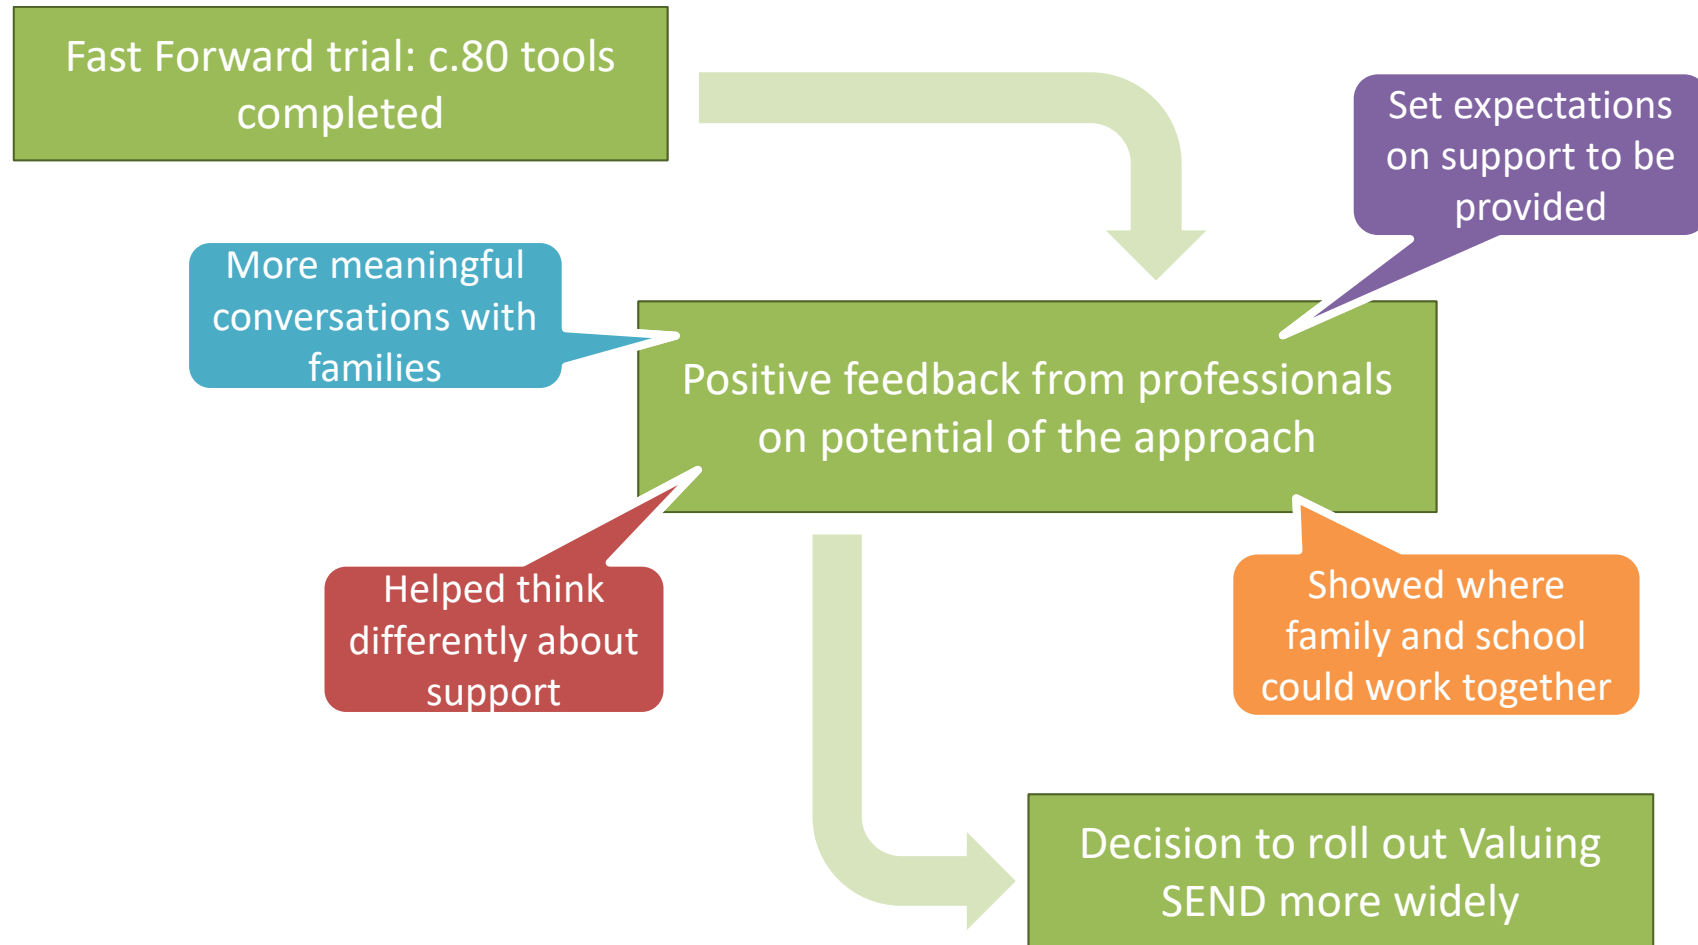 Fast Forward trial: c.80 tools
completed
Set expectations
on support to be
provided
More meaningful
conversations with
families
Positive feedback from professionals
on potential of the approach
Helped think
differently about
support
Showed where
family and school
could work together
Decision to roll out Valuing
SEND more widely